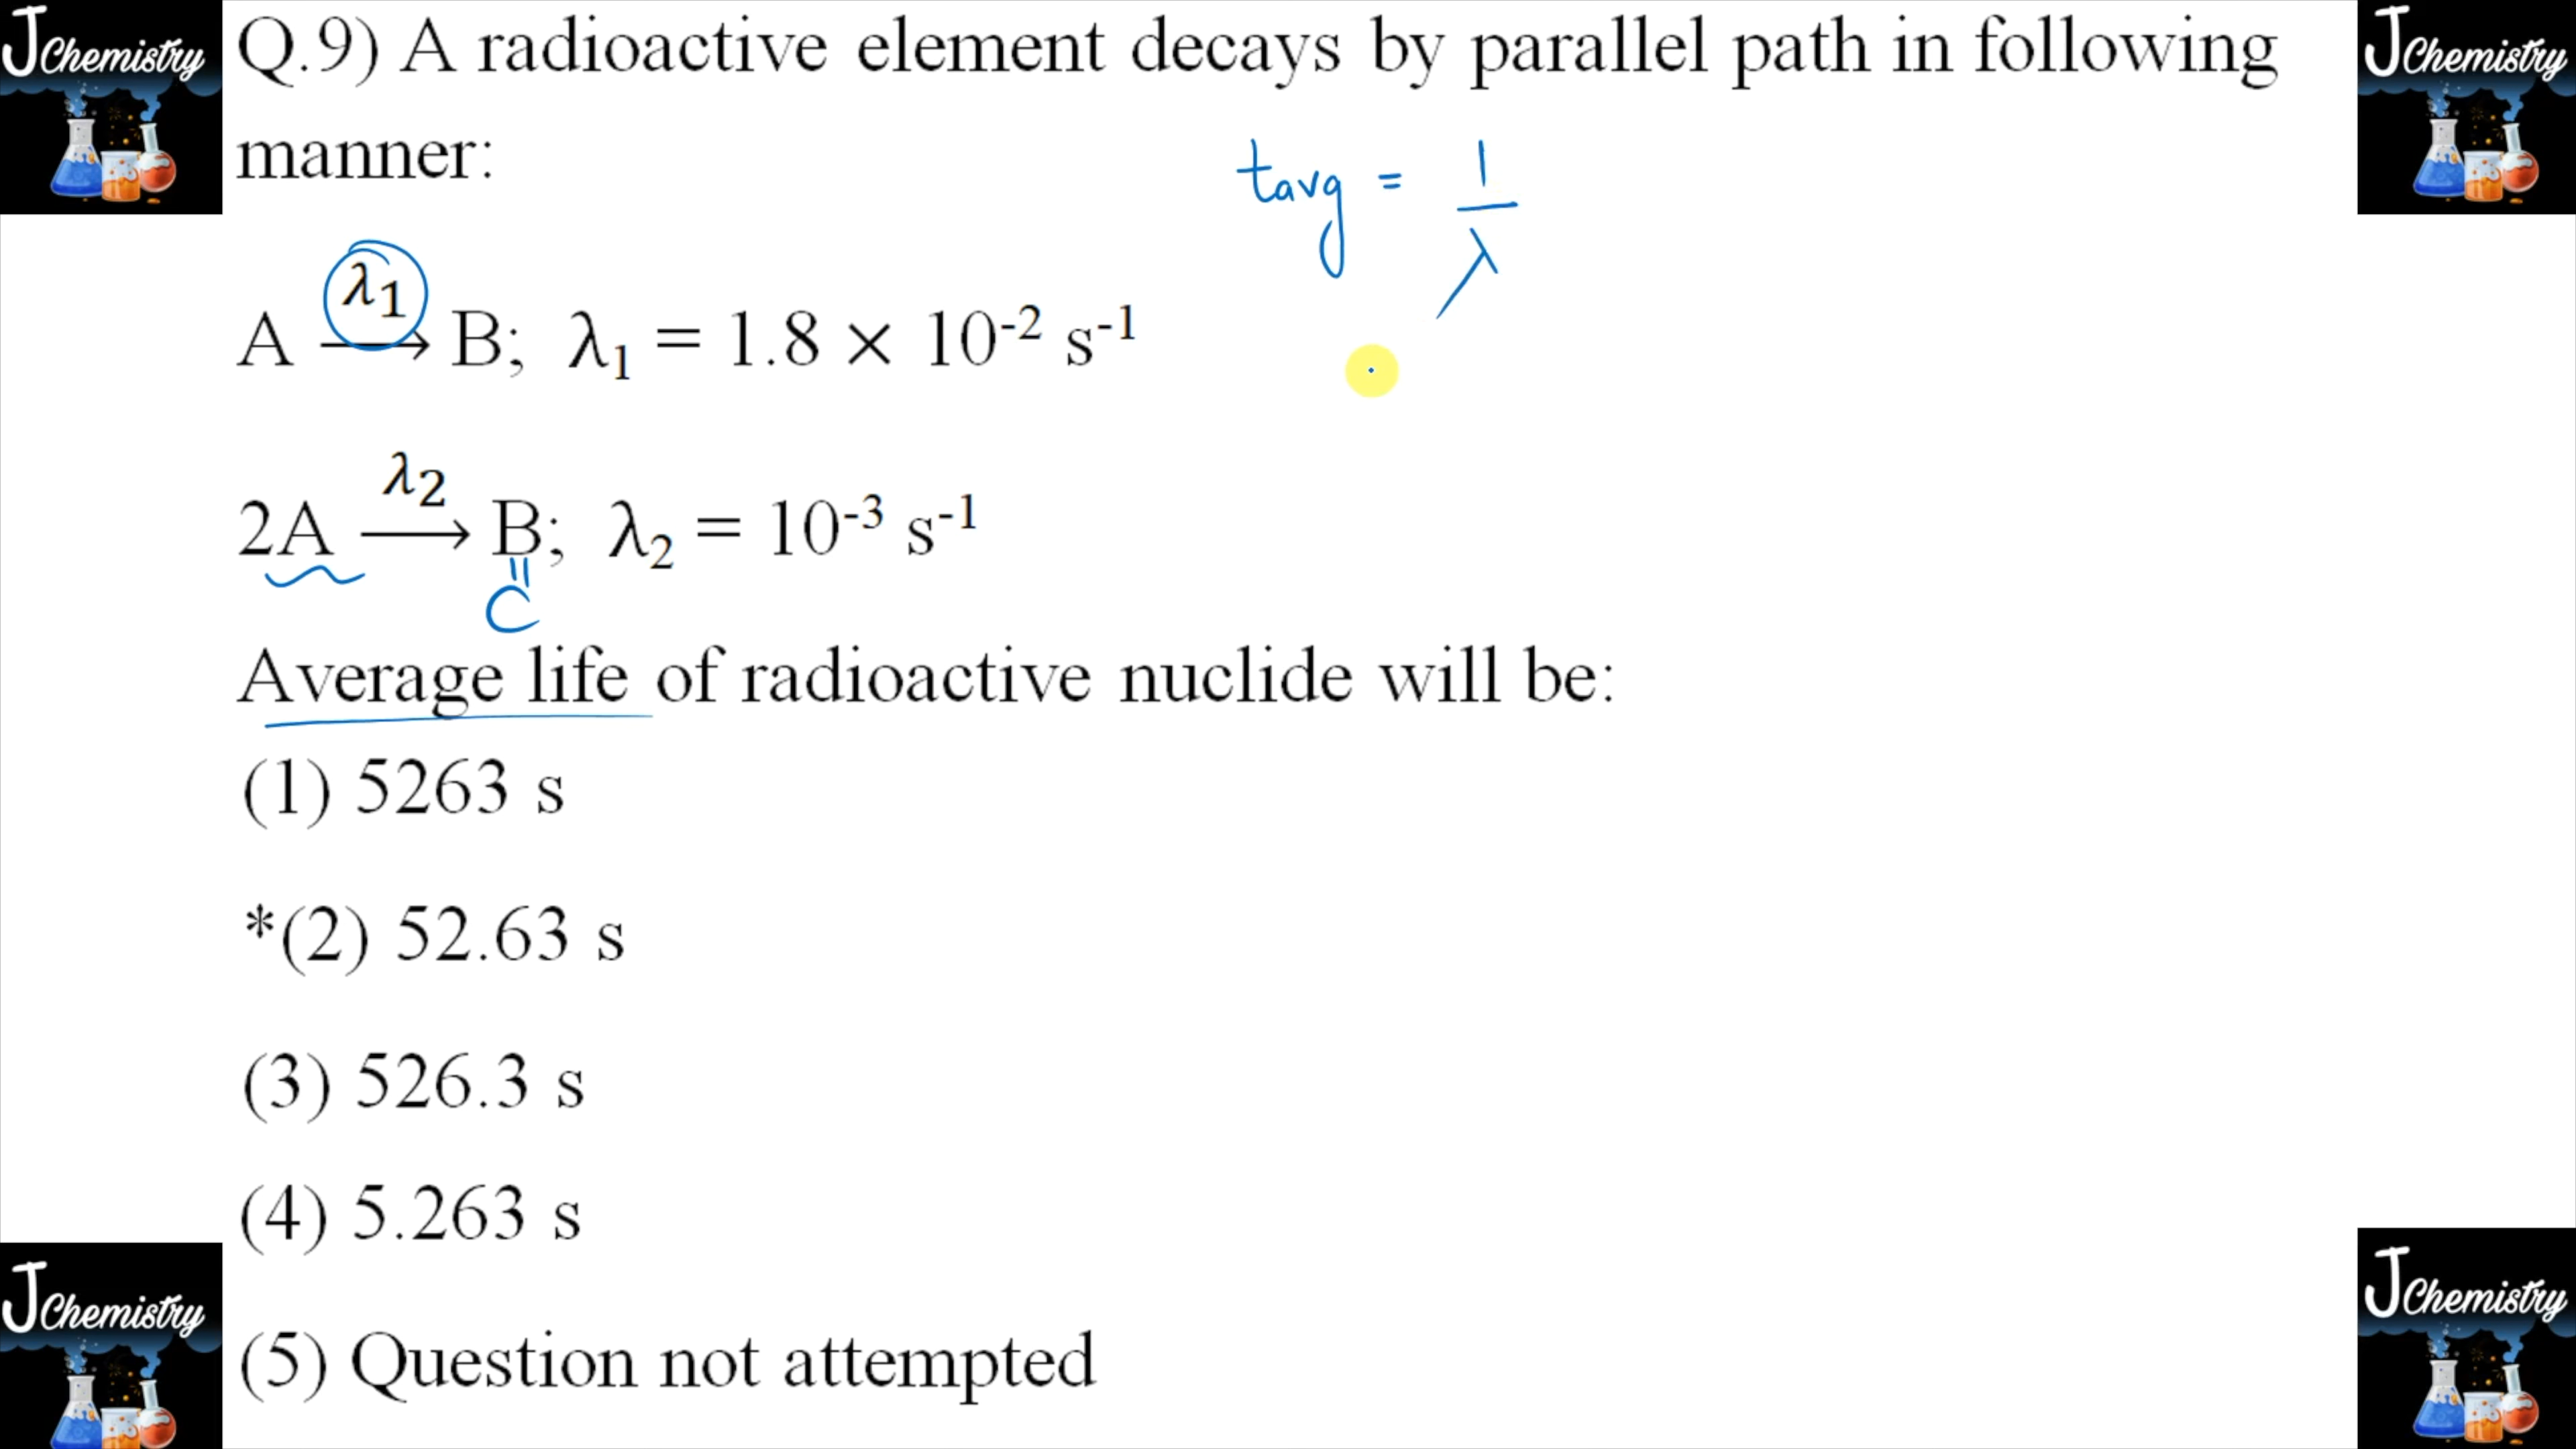 JChemistry
JChemistry
Q.9) A radioactive element decays by parallel path in following
manner:
tavg = 1/λ
A —λ1→ B; λ1 = 1.8 × 10⁻² s⁻¹
2A —λ2→ B; λ2 = 10⁻³ s⁻¹
=
C
Average life of radioactive nuclide will be:
(1) 5263 s
*(2) 52.63 s
(3) 526.3 s
(4) 5.263 s
(5) Question not attempted
JChemistry
JChemistry